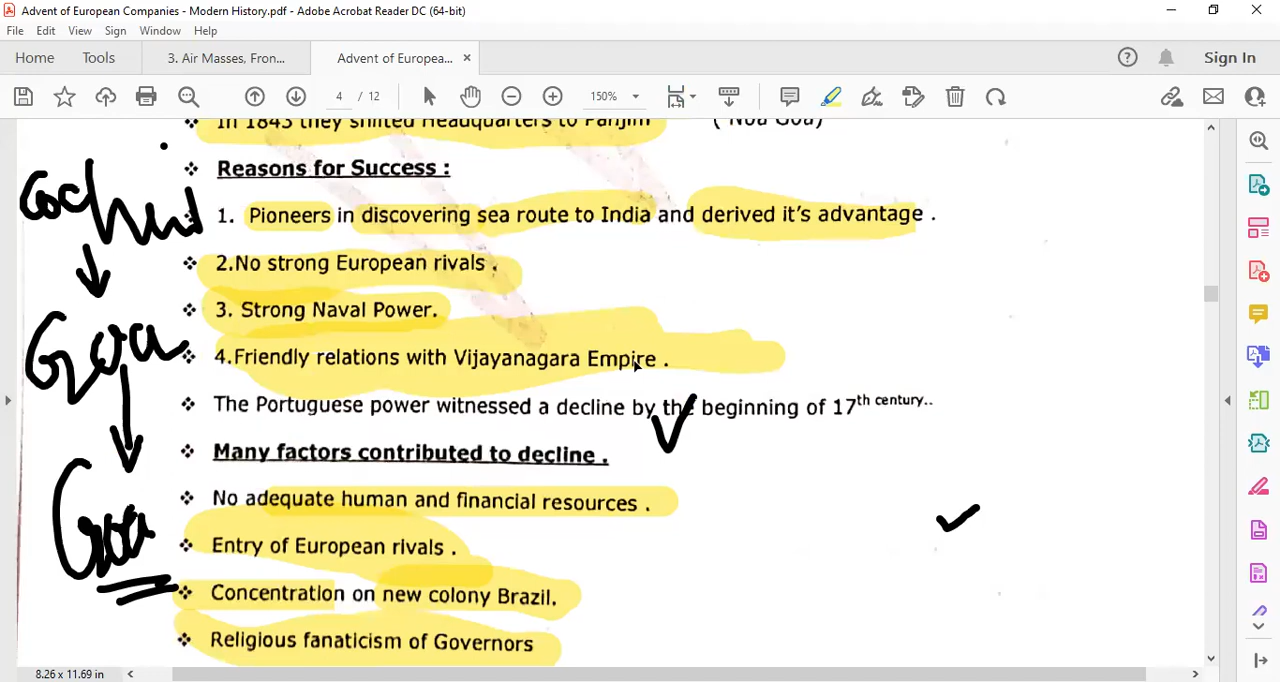 Advent of European Companies - Modern History.pdf - Adobe Acrobat Reader DC (64-bit)
File Edit View Sign Window Help
Home Tools 3. Air Masses, Fron... Advent of Europea... × Sign In
4 / 12 150%
In 1843 they shifted Headquarters to Panjim ( Noa Goa)
Reasons for Success :
Cochin
1. Pioneers in discovering sea route to India and derived it's advantage .
2.No strong European rivals .
3. Strong Naval Power.
Goa
4.Friendly relations with Vijayanagara Empire .
The Portuguese power witnessed a decline by the beginning of 17th century..
Many factors contributed to decline .
No adequate human and financial resources .
Goa
Entry of European rivals .
Concentration on new colony Brazil.
Religious fanaticism of Governors
8.26 x 11.69 in